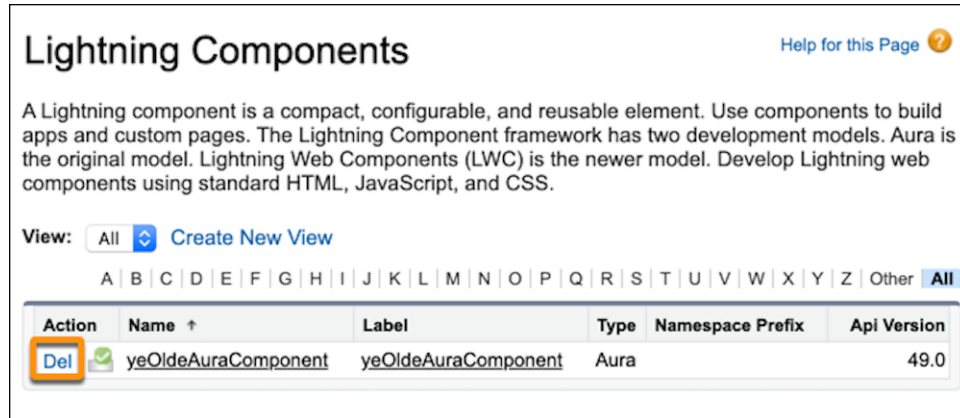 Lightning Components
Help for this Page ?
A Lightning component is a compact, configurable, and reusable element. Use components to build
apps and custom pages. The Lightning Component framework has two development models. Aura is
the original model. Lightning Web Components (LWC) is the newer model. Develop Lightning web
components using standard HTML, JavaScript, and CSS.
View: All Create New View
A | B | C | D | E | F | G | H | I | J | K | L | M | N | O | P | Q | R | S | T | U | V | W | X | Y | Z | Other | All
Action Name ↑ Label Type Namespace Prefix Api Version
Del yeOldeAuraComponent yeOldeAuraComponent Aura 49.0